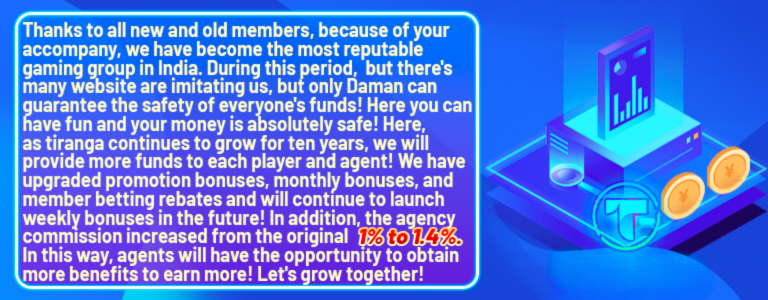 Thanks to all new and old members, because of your
accompany, we have become the most reputable
gaming group in India. During this period,  but there's
many website are imitating us, but only Daman can
guarantee the safety of everyone's funds! Here you can
have fun and your money is absolutely safe! Here,
as tiranga continues to grow for ten years, we will
provide more funds to each player and agent! We have
upgraded promotion bonuses, monthly bonuses, and
member betting rebates and will continue to launch
weekly bonuses in the future! In addition, the agency
commission increased from the original 1% to 1.4%.
In this way, agents will have the opportunity to obtain
more benefits to earn more! Let's grow together!
¥
¥